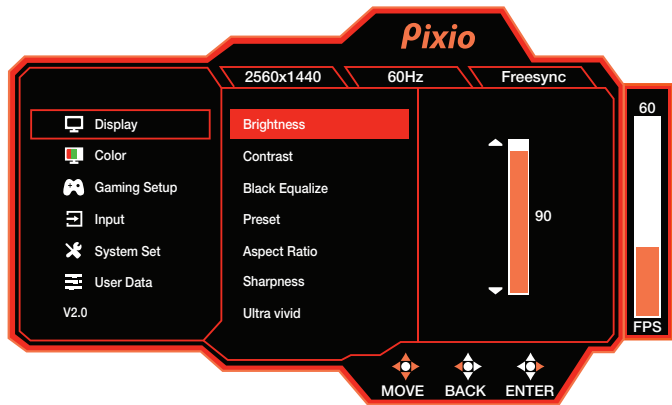 Pixio
2560x1440 60Hz Freesync
Display
Color
Gaming Setup
Input
System Set
User Data
V2.0
Brightness
Contrast
Black Equalize
Preset
Aspect Ratio
Sharpness
Ultra vivid
90
60
FPS
MOVE BACK ENTER